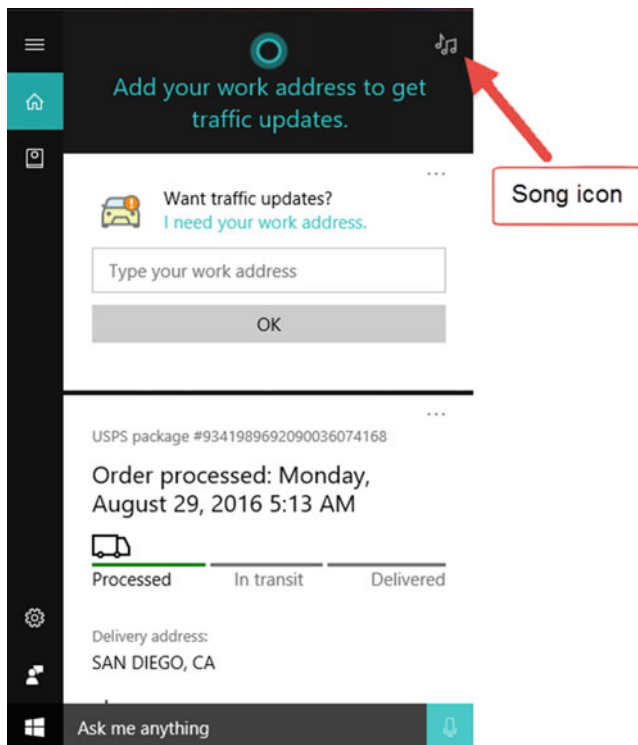 Add your work address to get
traffic updates.
Song icon
...
Want traffic updates?
I need your work address.
Type your work address
OK
...
USPS package #9341989692090036074168
Order processed: Monday,
August 29, 2016 5:13 AM
Processed In transit Delivered
Delivery address:
SAN DIEGO, CA
Ask me anything